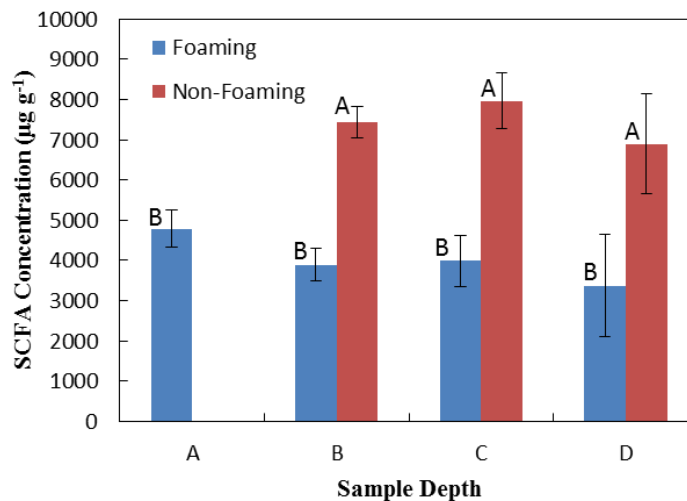 10000
9000
8000
7000
6000
5000
4000
3000
2000
1000
0
SCFA Concentration (µg g⁻¹)
Foaming
Non-Foaming
B
B
A
B
A
B
A
A B C D
Sample Depth